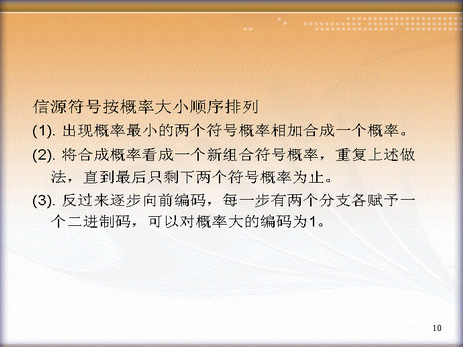 信源符号按概率大小顺序排列
(1). 出现概率最小的两个符号概率相加合成一个概率。
(2). 将合成概率看成一个新组合符号概率，重复上述做
法，直到最后只剩下两个符号概率为止。
(3). 反过来逐步向前编码，每一步有两个分支各赋予一
个二进制码，可以对概率大的编码为1。
10